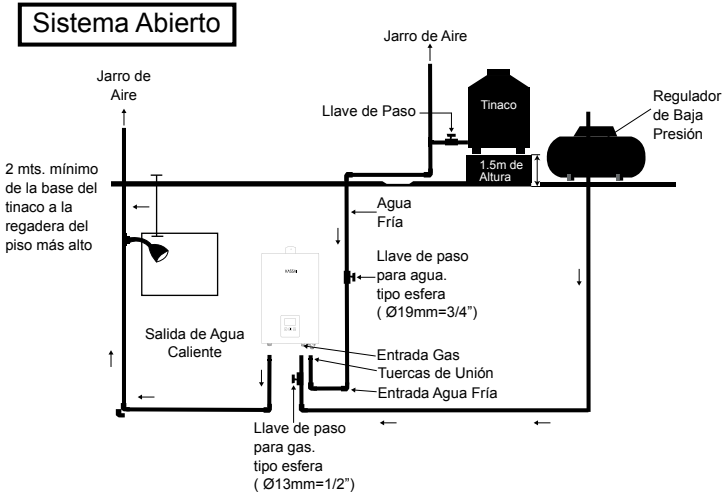 Sistema Abierto
Jarro de
Aire
Jarro de Aire
Llave de Paso
Tinaco
1.5m de
Altura
Regulador
de Baja
Presión
2 mts. mínimo
de la base del
tinaco a la
regadera del
piso más alto
Agua
Fría
Llave de paso
para agua.
tipo esfera
( Ø19mm=3/4”)
Salida de Agua
Caliente
Entrada Gas
Tuercas de Unión
Entrada Agua Fría
Llave de paso
para gas.
tipo esfera
( Ø13mm=1/2”)